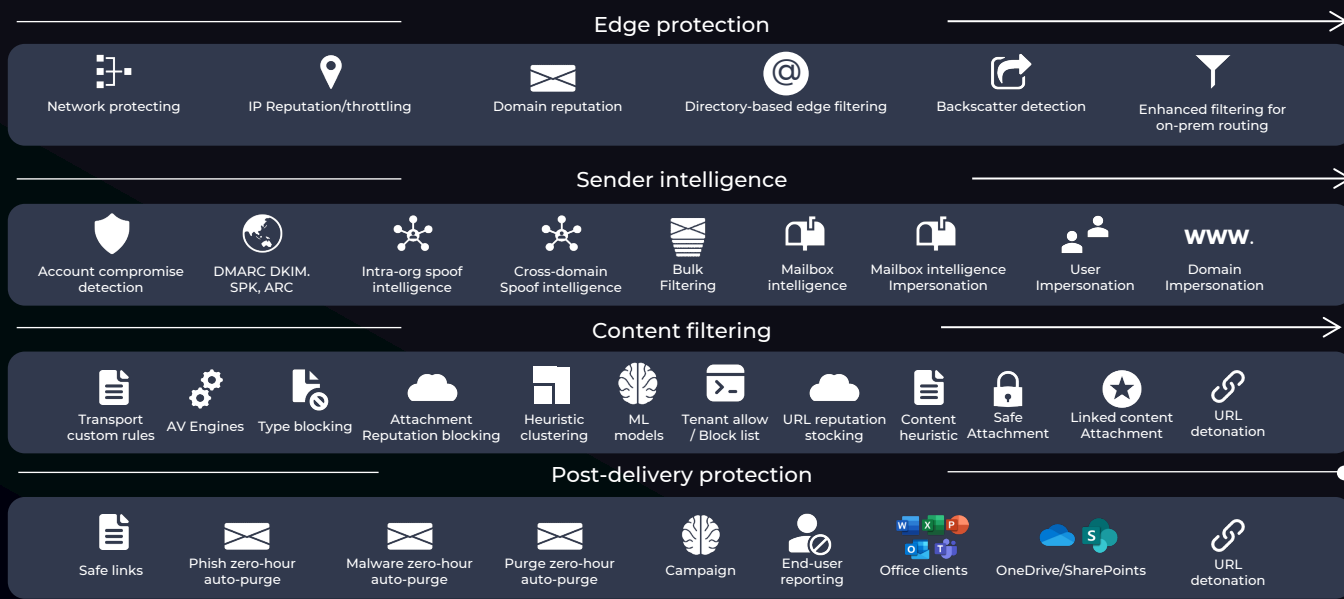 Edge protection
Network protecting
IP Reputation/throttling
Domain reputation
@
Directory-based edge filtering
Backscatter detection
Enhanced filtering for
on-prem routing
Sender intelligence
Account compromise
detection
DMARC DKIM.
SPK, ARC
Intra-org spoof
intelligence
Cross-domain
Spoof intelligence
Bulk
Filtering
Mailbox
intelligence
Mailbox intelligence
Impersonation
User
Impersonation
www.
Domain
Impersonation
Content filtering
Transport
custom rules
AV Engines
Type blocking
Attachment
Reputation blocking
Heuristic
clustering
ML
models
Tenant allow
/ Block list
URL reputation
stocking
Content
heuristic
Safe
Attachment
Linked content
Attachment
URL
detonation
Post-delivery protection
Safe links
Phish zero-hour
auto-purge
Malware zero-hour
auto-purge
Purge zero-hour
auto-purge
Campaign
End-user
reporting
W X P
O T
Office clients
S
OneDrive/SharePoints
URL
detonation